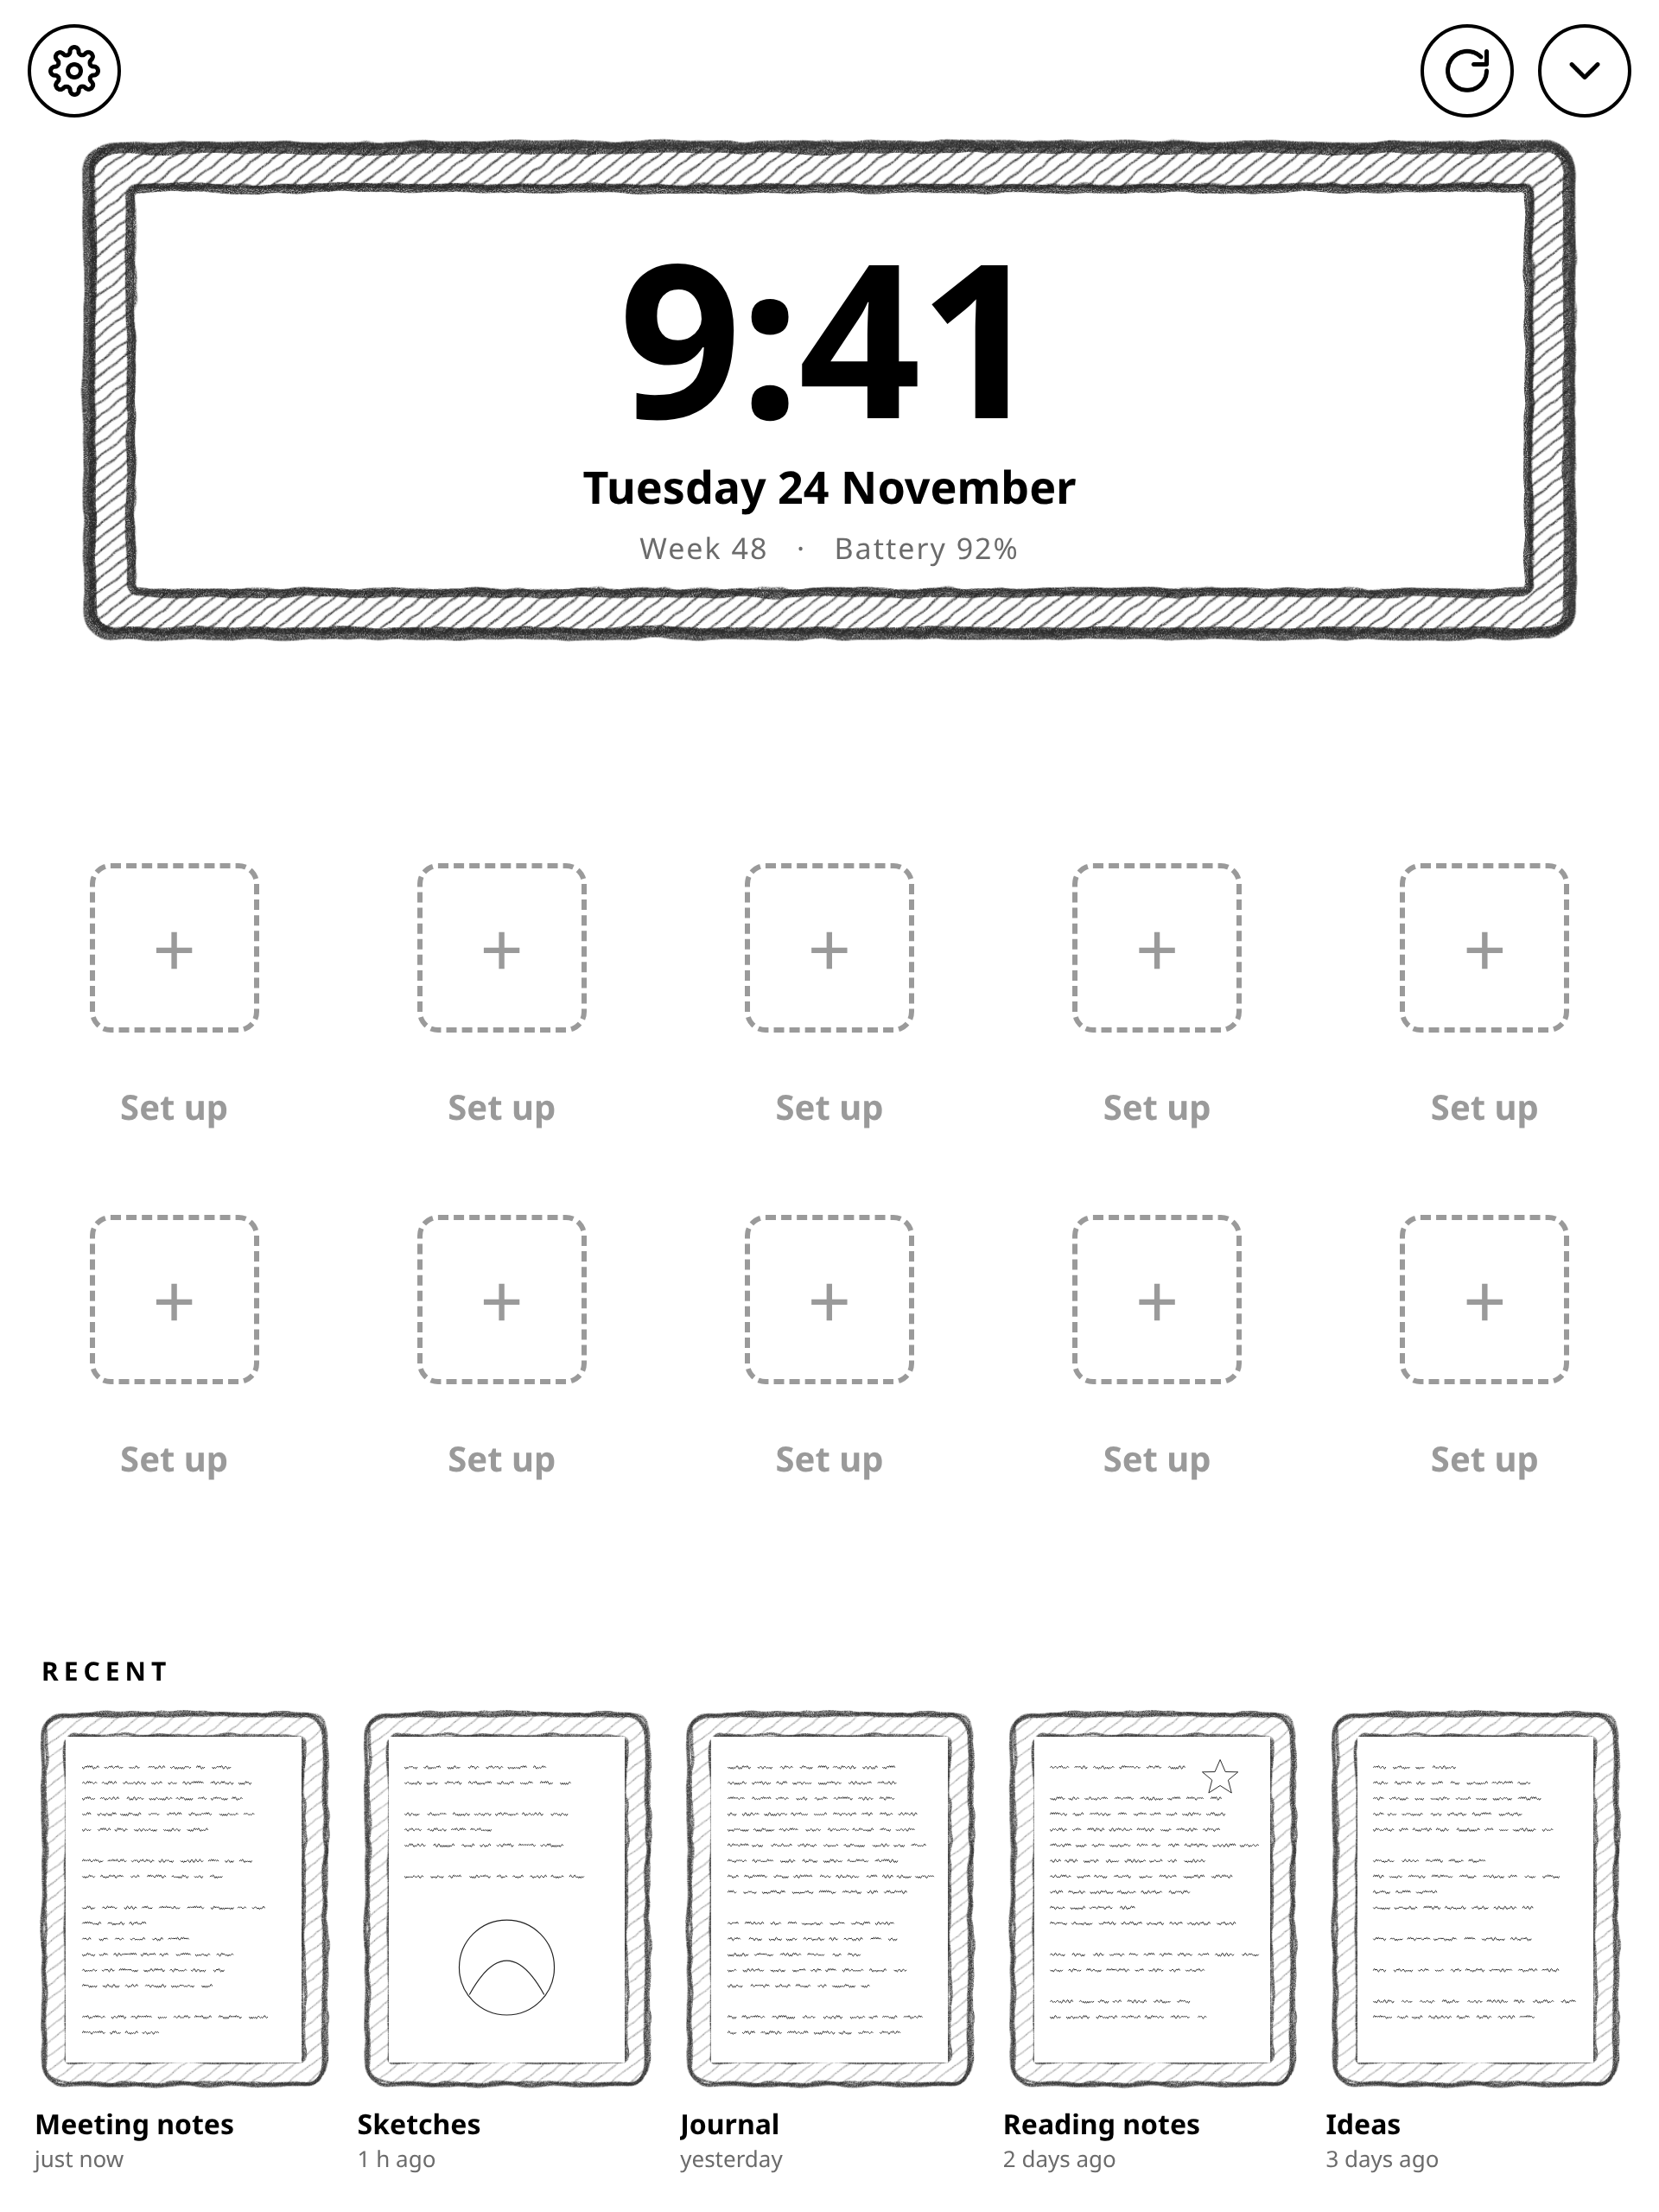 9:41
Tuesday 24 November
Week 48 · Battery 92%
Set up Set up Set up Set up Set up
Set up Set up Set up Set up Set up
RECENT
Meeting notes
just now
Sketches
1 h ago
Journal
yesterday
Reading notes
2 days ago
Ideas
3 days ago